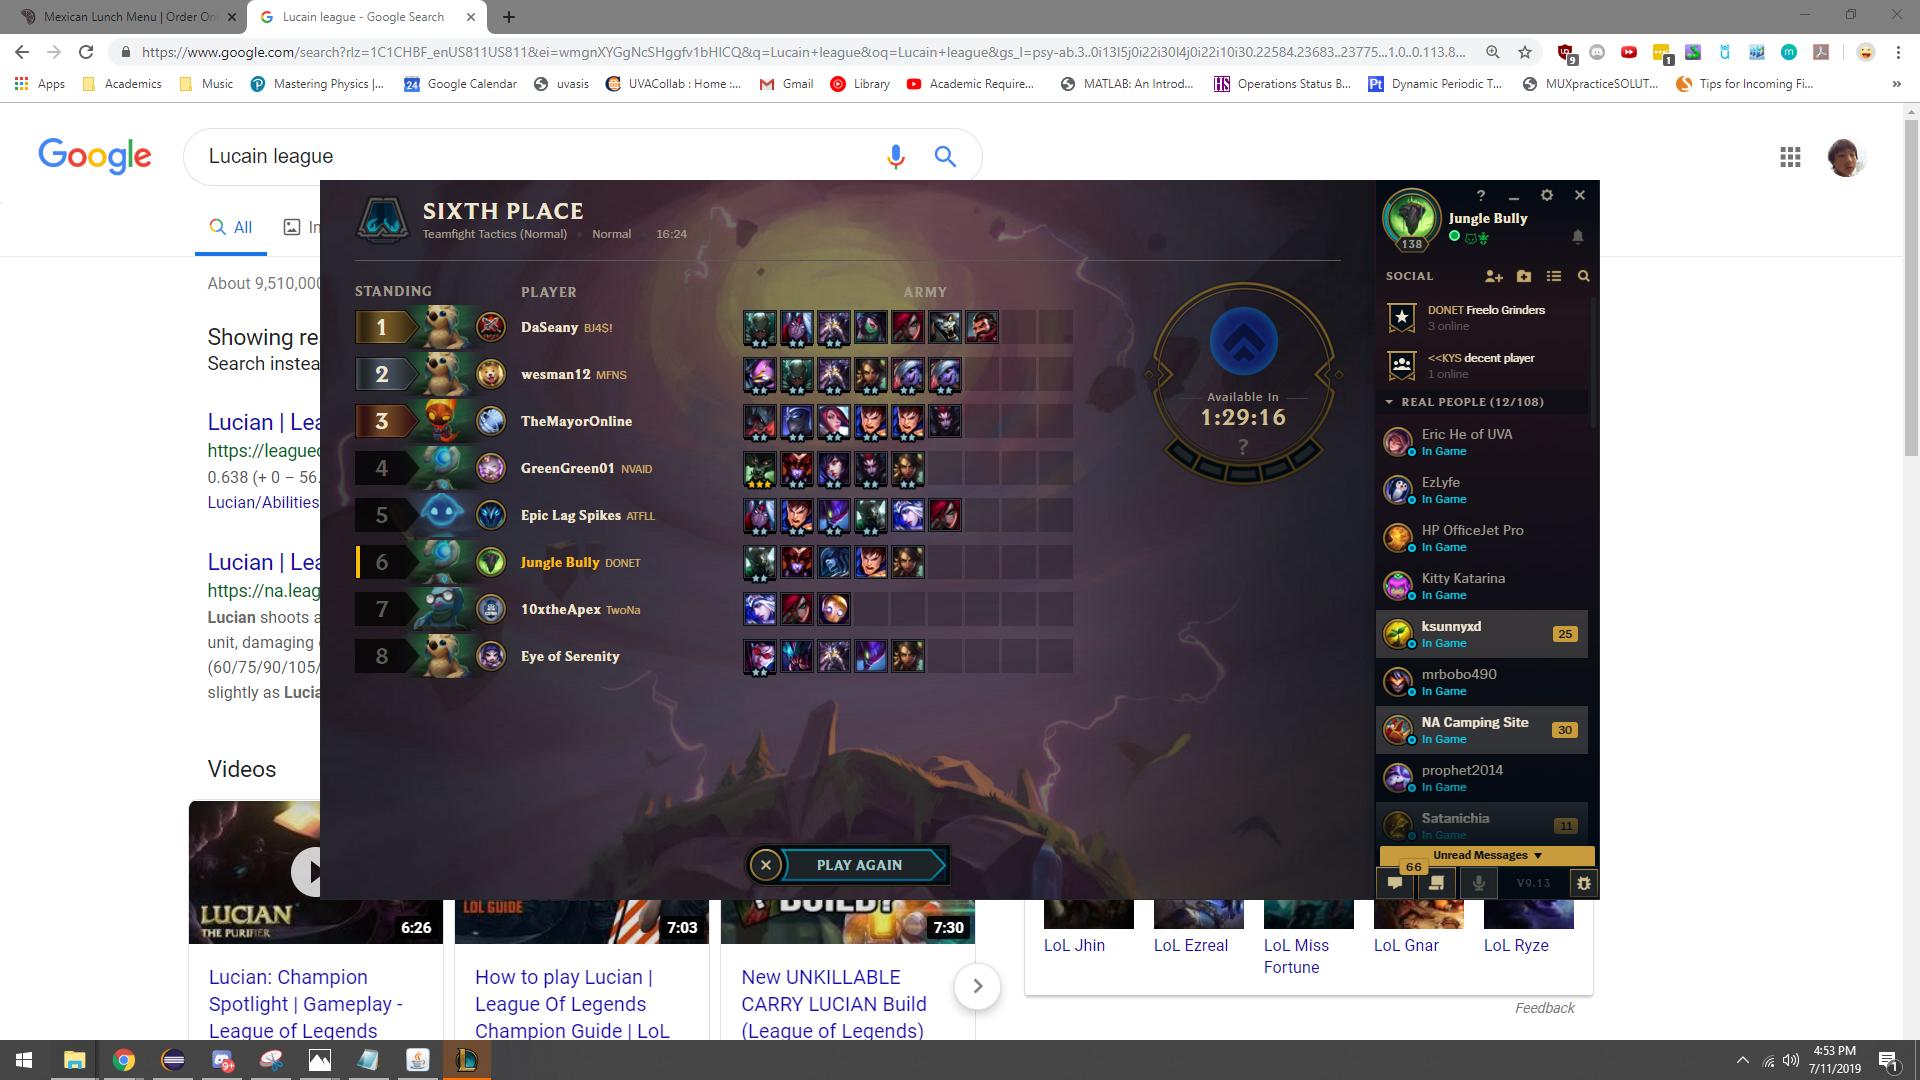 Mexican Lunch Menu | Order Onl
Lucain league - Google Search
https://www.google.com/search?rlz=1C1CHBF_enUS811US811&ei=wmgnXYGgNcSHggfv1bHICQ&q=Lucain+league&oq=Lucain+league&gs_l=psy-ab.3..0i13l5j0i22i30l4j0i22i10i30.22584.23683..23775...1.0..0.113.8...
9
1
Apps
Academics
Music
Mastering Physics |...
24
Google Calendar
uvasis
UVACollab : Home :...
Gmail
Library
Academic Require...
MATLAB: An Introd...
HS
Operations Status B...
Pt
Dynamic Periodic T...
MUXpracticeSOLUT...
Tips for Incoming Fi...
Google
Lucain league
All
About 9,510,000
Showing re
Search instea
Lucian | Lea
https://leagueo
0.638 (+ 0 – 56.
Lucian/Abilities
Lucian | Lea
https://na.leag
Lucian shoots a
unit, damaging
(60/75/90/105/
slightly as Lucia
Videos
SIXTH PLACE
Teamfight Tactics (Normal)
Normal
16:24
STANDING
PLAYER
ARMY
1
DaSeany BJ4$!
2
wesman12 MFNS
3
TheMayorOnline
4
GreenGreen01 NVAID
5
Epic Lag Spikes ATFLL
6
Jungle Bully DONET
7
10xtheApex TwoNa
8
Eye of Serenity
Available In
1:29:16
?
PLAY AGAIN
?
Jungle Bully
138
SOCIAL
DONET Freelo Grinders
3 online
<<KYS decent player
1 online
REAL PEOPLE (12/108)
Eric He of UVA
In Game
EzLyfe
In Game
HP OfficeJet Pro
In Game
Kitty Katarina
In Game
ksunnyxd
In Game
25
mrbobo490
In Game
NA Camping Site
In Game
30
prophet2014
In Game
Satanichia
In Game
11
Unread Messages
66
V9.13
LUCIAN
THE PURIFIER
6:26
LOL GUIDE
7:03
BUILD?
7:30
Lucian: Champion
Spotlight | Gameplay -
League of Legends
How to play Lucian |
League Of Legends
Champion Guide | LoL
New UNKILLABLE
CARRY LUCIAN Build
(League of Legends)
LoL Jhin
LoL Ezreal
LoL Miss
Fortune
LoL Gnar
LoL Ryze
Feedback
9+
4:53 PM
7/11/2019
1